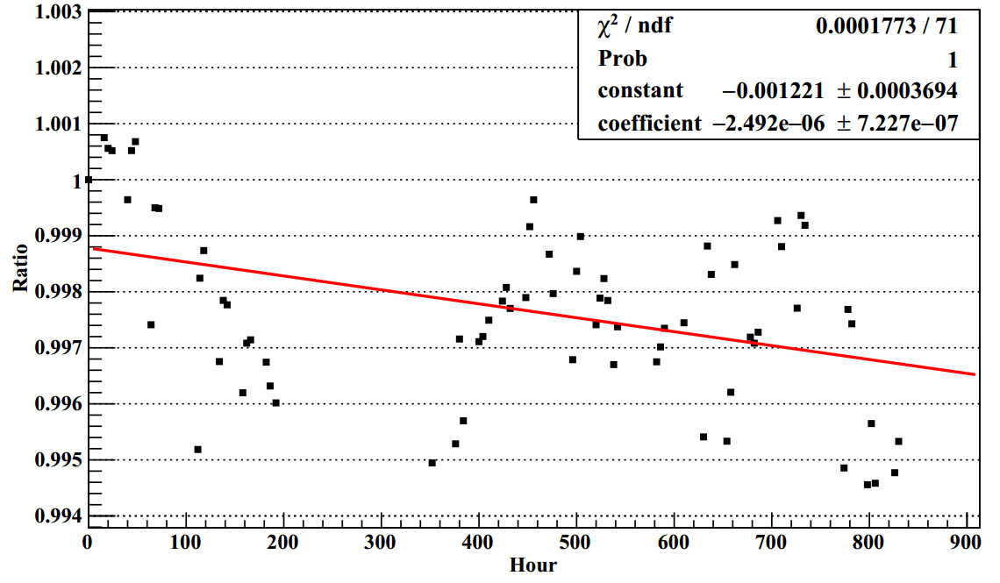 1.003
1.002
1.001
1
0.999
0.998
0.997
0.996
0.995
0.994
Ratio
χ² / ndf 0.0001773 / 71
Prob 1
constant −0.001221 ± 0.0003694
coefficient −2.492e−06 ± 7.227e−07
0 100 200 300 400 500 600 700 800 900
Hour